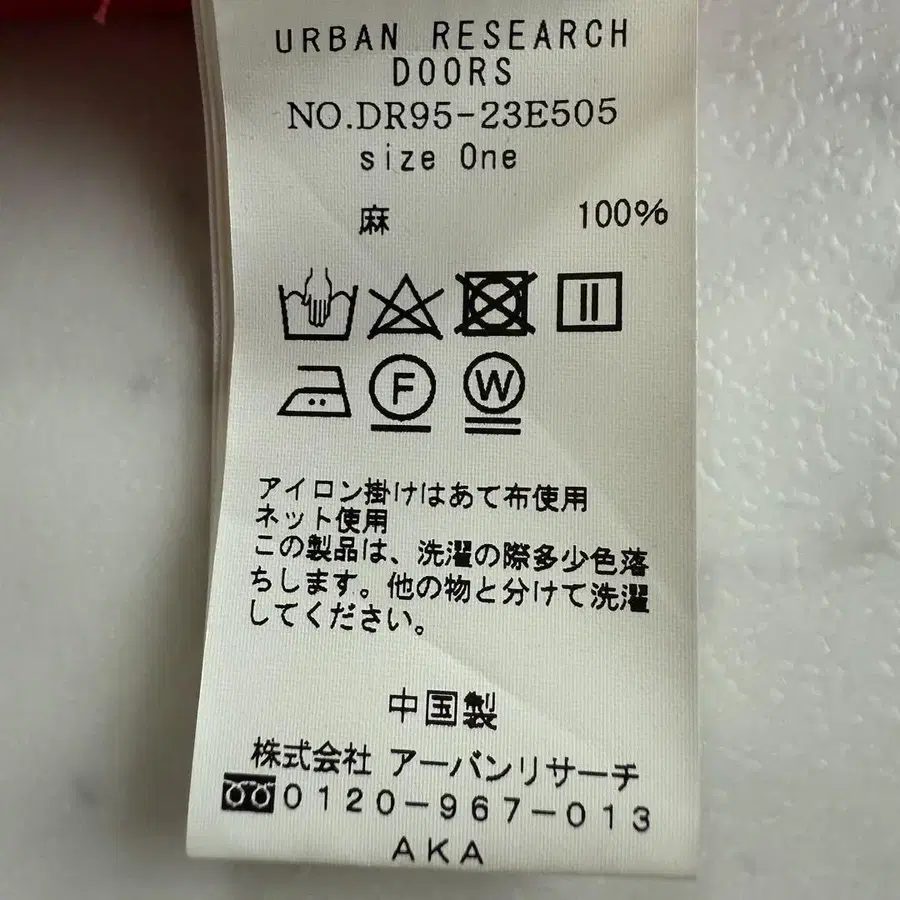 URBAN RESEARCH
DOORS
NO.DR95-23E505
size One
麻 100%
F W
アイロン掛けはあて布使用
ネット使用
この製品は、洗濯の際多少色落
ちします。他の物と分けて洗濯
してください。
中国製
株式会社 アーバンリサーチ
0120-967-013
AKA